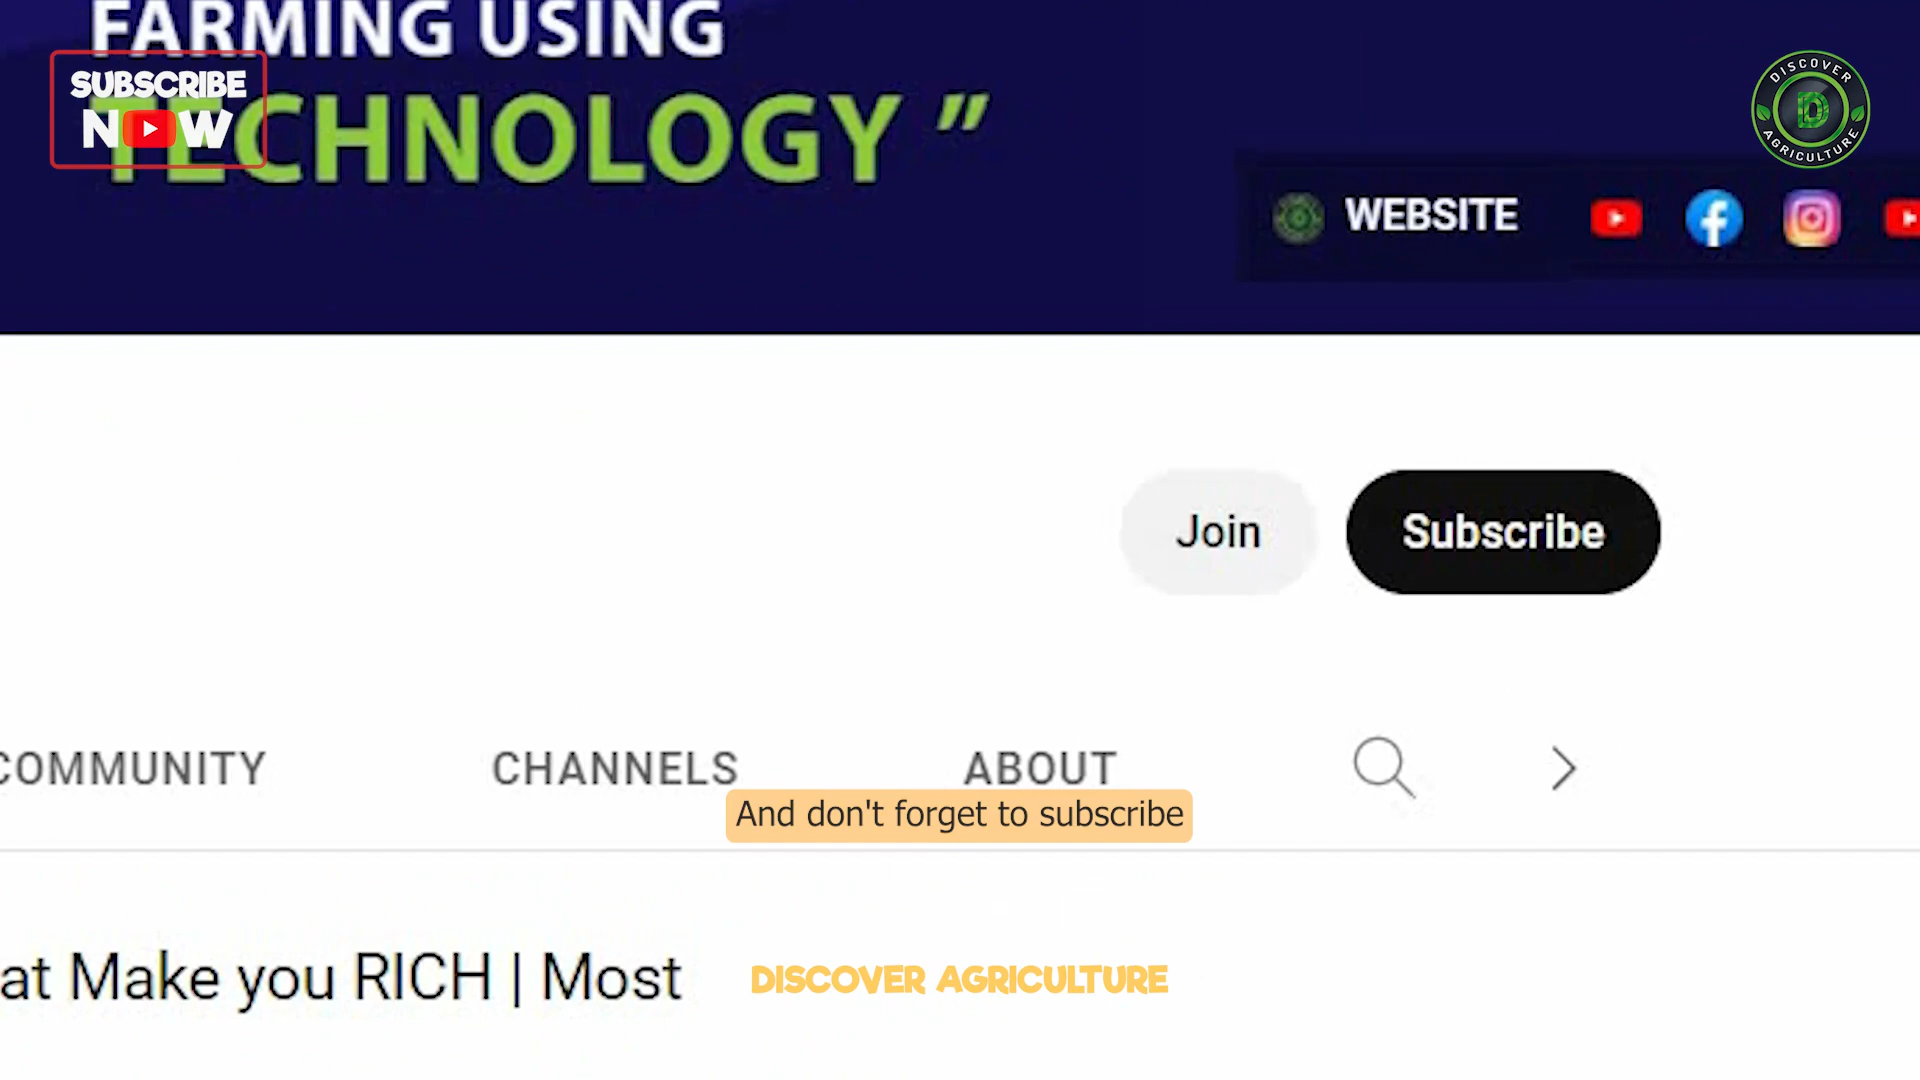 FARMING USING
TECHNOLOGY ”
SUBSCRIBE
NOW
DISCOVER
D
AGRICULTURE
WEBSITE
Join
Subscribe
COMMUNITY
CHANNELS
ABOUT
And don't forget to subscribe
at Make you RICH | Most
DISCOVER AGRICULTURE